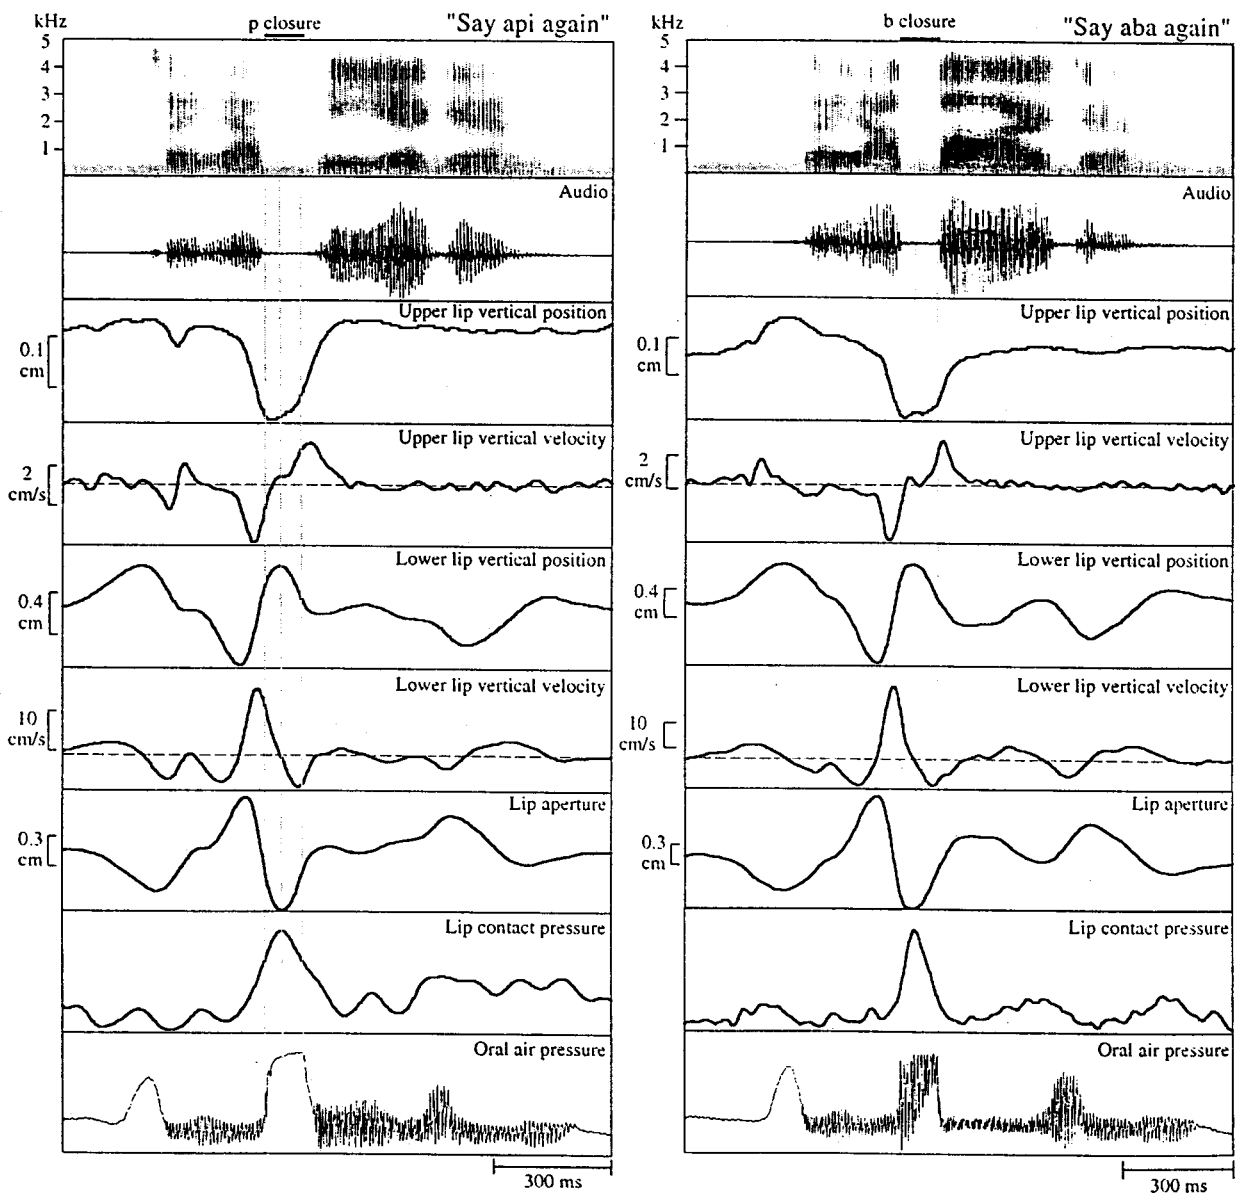 kHz
p closure
"Say api again"
5
4
3
2
1
Audio
Upper lip vertical position
0.1
cm
Upper lip vertical velocity
2
cm/s
Lower lip vertical position
0.4
cm
Lower lip vertical velocity
10
cm/s
Lip aperture
0.3
cm
Lip contact pressure
Oral air pressure
300 ms
kHz
b closure
"Say aba again"
5
4
3
2
1
Audio
Upper lip vertical position
0.1
cm
Upper lip vertical velocity
2
cm/s
Lower lip vertical position
0.4
cm
Lower lip vertical velocity
10
cm/s
Lip aperture
0.3
cm
Lip contact pressure
Oral air pressure
300 ms